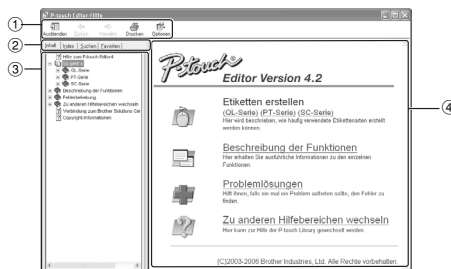 P-touch Editor Hilfe
1
Ausblenden Zurück Vorwärts Drucken Optionen
2
Inhalt Index Suchen Favoriten
3
Hilfe zum P-touch Editor4
QL-Serie
PT-Serie
SC-Serie
Beschreibung der Funktionen
Fehlerbehebung
Zu anderen Hilfebereichen wechseln
Verbindung zum Brother Solutions Cer
Copyright-Informationen
P-touch
Editor Version 4.2
Etiketten erstellen
(QL-Serie) (PT-Serie) (SC-Serie)
Hier wird beschrieben, wie häufig verwendete Etikettenarten erstellt
werden können.
4
Beschreibung der Funktionen
Hier erhalten Sie ausführliche Informationen zu den einzelnen
Funktionen.
Problemlösungen
Hilft Ihnen, falls ein mal ein Problem auftreten sollte, den Fehler zu
finden.
Zu anderen Hilfebereichen wechseln
Hier kann zur Hilfe der P-touch Library gewechselt werden.
(C)2003-2006 Brother Industries, Ltd. Alle Rechte vorbehalten.